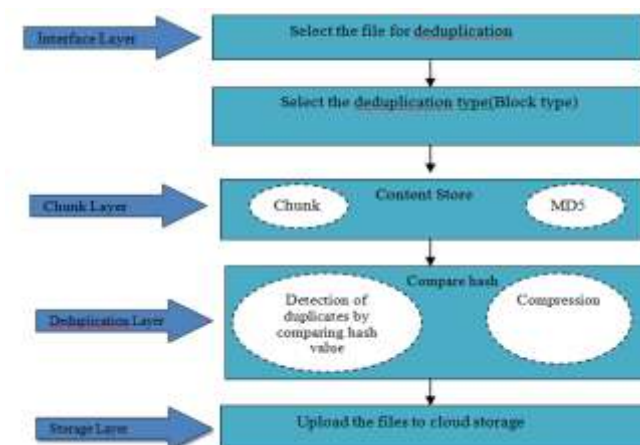 Interface Layer
Select the file for deduplication
Select the deduplication type(Block type)
Chunk Layer
Content Store
Chunk
MD5
Compare hash
Deduplication Layer
Detection of
duplicates by
comparing hash
value
Compression
Storage Layer
Upload the files to cloud storage